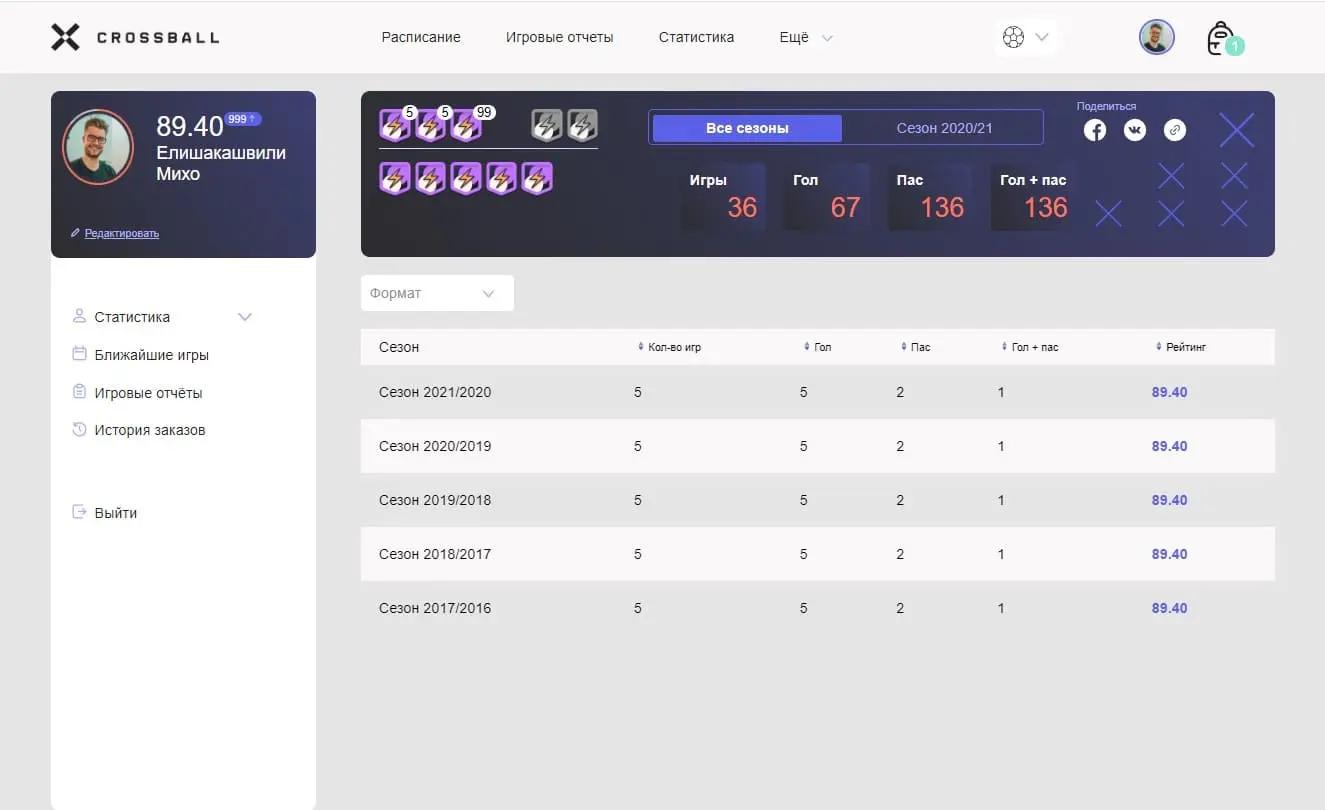 CROSSBALL
Расписание
Игровые отчеты
Статистика
Ещё
1
89.40 999 ↑
Елишакашвили
Михо
Редактировать
Статистика
Ближайшие игры
Игровые отчёты
История заказов
Выйти
5 5 99
Все сезоны
Сезон 2020/21
Поделиться
Игры
36
Гол
67
Пас
136
Гол + пас
136
Формат
Сезон Кол-во игр Гол Пас Гол + пас Рейтинг
Сезон 2021/2020 5 5 2 1 89.40
Сезон 2020/2019 5 5 2 1 89.40
Сезон 2019/2018 5 5 2 1 89.40
Сезон 2018/2017 5 5 2 1 89.40
Сезон 2017/2016 5 5 2 1 89.40